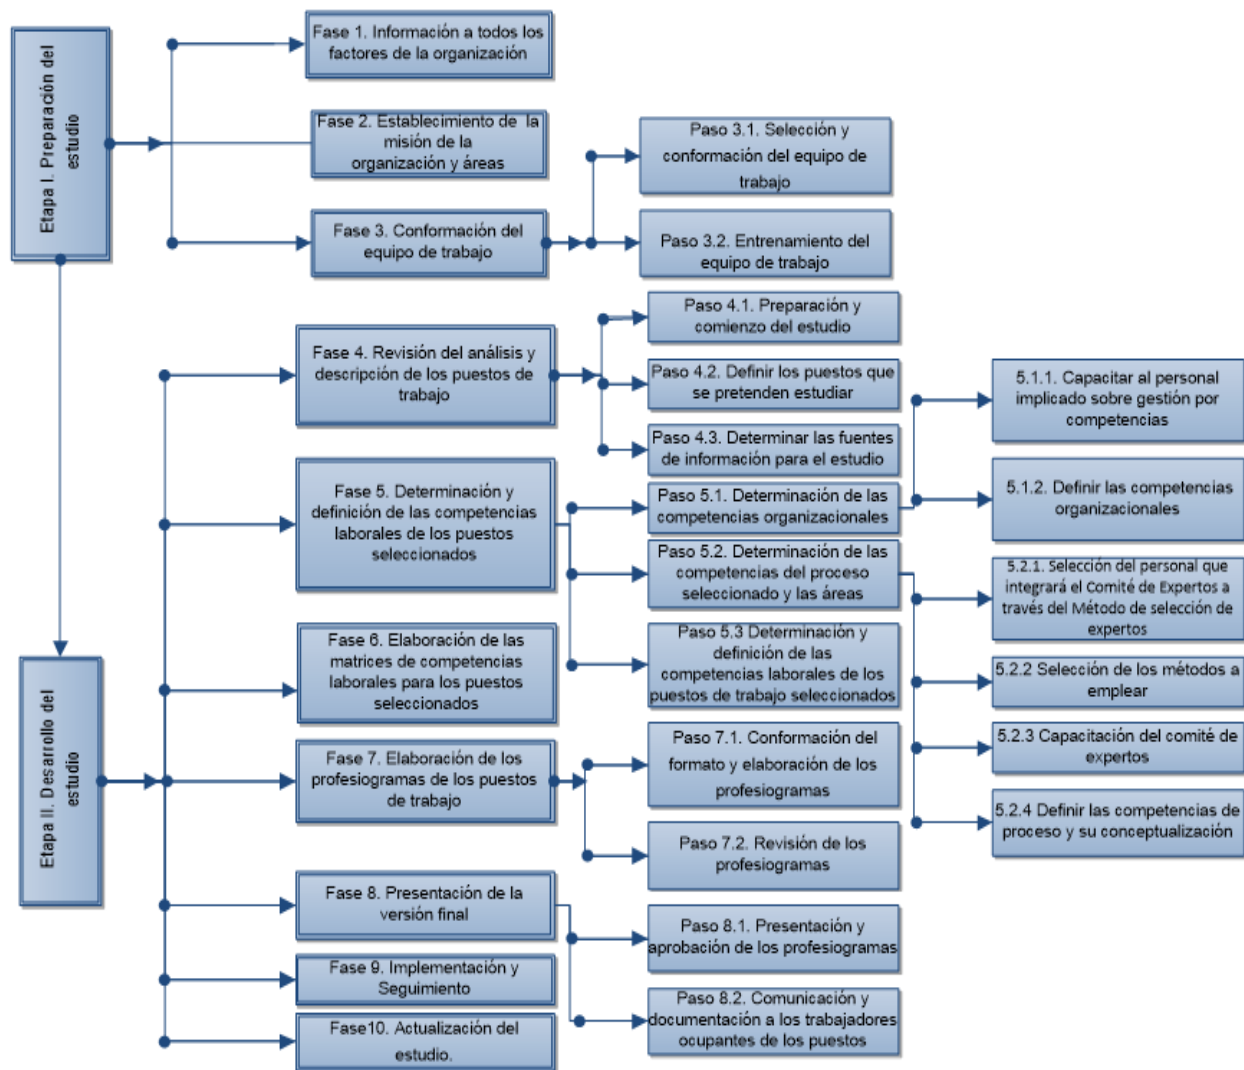 Etapa I. Preparación del
estudio
Fase 1. Información a todos los
factores de la organización
Fase 2. Establecimiento de  la
misión de la
organización y áreas
Fase 3. Conformación del
equipo de trabajo
Paso 3.1. Selección y
conformación del equipo de
trabajo
Paso 3.2. Entrenamiento del
equipo de trabajo
Etapa II. Desarrollo del
estudio
Fase 4. Revisión del análisis y
descripción de los puestos de
trabajo
Paso 4.1. Preparación y
comienzo del estudio
Paso 4.2. Definir los puestos que
se pretenden estudiar
Paso 4.3. Determinar las fuentes
de información para el estudio
Fase 5. Determinación y
definición de las competencias
laborales de los puestos
seleccionados
Paso 5.1. Determinación de las
competencias organizacionales
5.1.1. Capacitar al personal
implicado sobre gestión por
competencias
5.1.2. Definir las competencias
organizacionales
Paso 5.2. Determinación de las
competencias del proceso
seleccionado y las áreas
5.2.1. Selección del personal que
integrará el Comité de Expertos a
través del Método de selección de
expertos
5.2.2 Selección de los métodos a
emplear
5.2.3 Capacitación del comité de
expertos
5.2.4 Definir las competencias de
proceso y su conceptualización
Paso 5.3 Determinación y
definición de las
competencias laborales de los
puestos de trabajo seleccionados
Fase 6. Elaboración de las
matrices de competencias
laborales para los puestos
seleccionados
Fase 7. Elaboración de los
profesiogramas de los puestos
de trabajo
Paso 7.1. Conformación del
formato y elaboración de los
profesiogramas
Paso 7.2. Revisión de los
profesiogramas
Fase 8. Presentación de la
versión final
Paso 8.1. Presentación y
aprobación de los profesiogramas
Paso 8.2. Comunicación y
documentación a los trabajadores
ocupantes de los puestos
Fase 9. Implementación y
Seguimiento
Fase10. Actualización del
estudio.